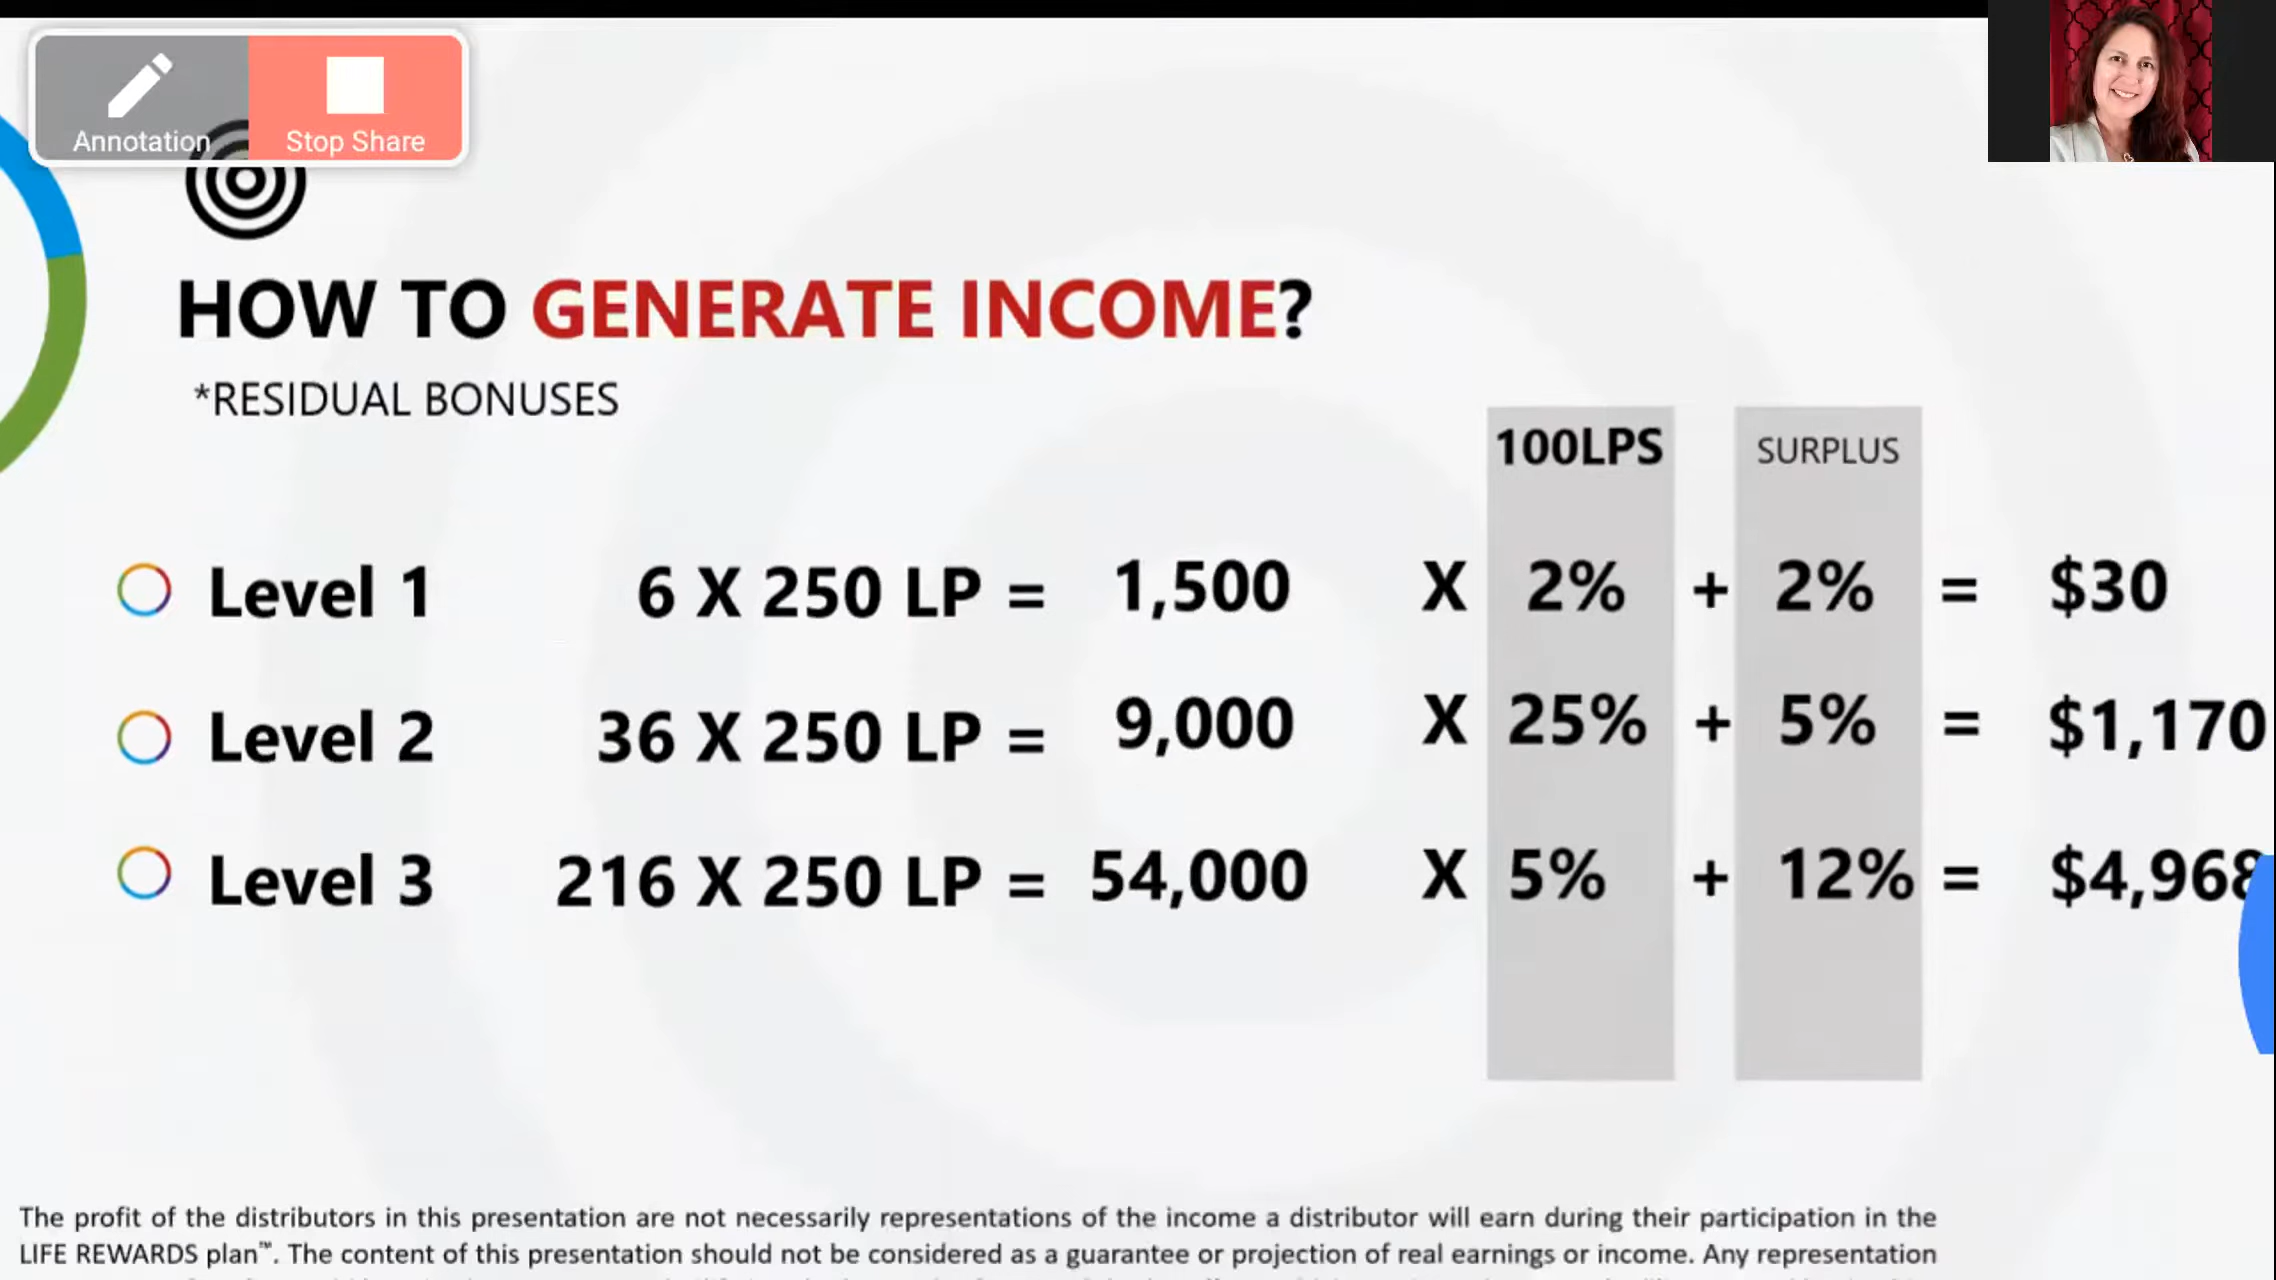 Annotation
Stop Share
HOW TO GENERATE INCOME?
*RESIDUAL BONUSES
100LPS SURPLUS
Level 1 6 X 250 LP = 1,500 X 2% + 2% = $30
Level 2 36 X 250 LP = 9,000 X 25% + 5% = $1,170
Level 3 216 X 250 LP = 54,000 X 5% + 12% = $4,968
The profit of the distributors in this presentation are not necessarily representations of the income a distributor will earn during their participation in the
LIFE REWARDS plan™. The content of this presentation should not be considered as a guarantee or projection of real earnings or income. Any representation